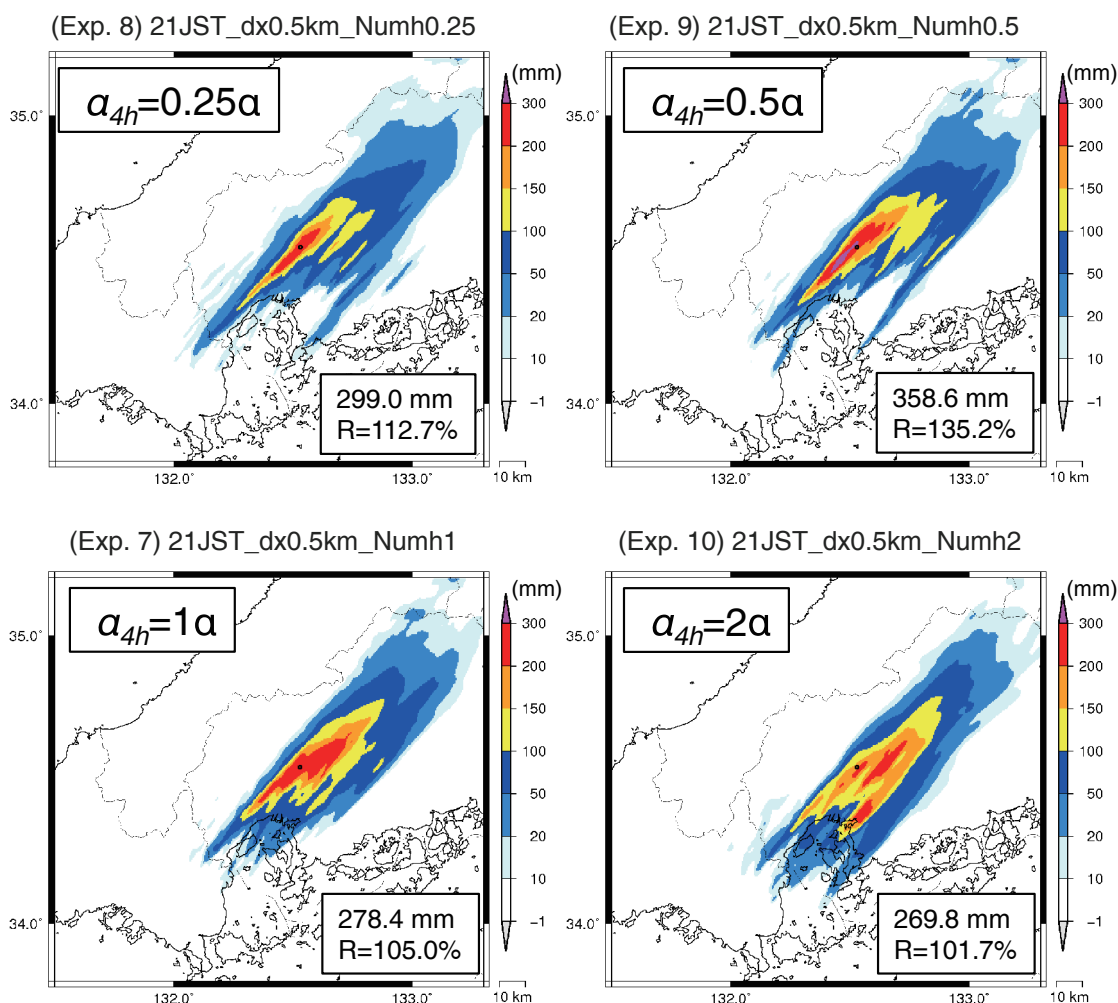 (Exp. 8) 21JST_dx0.5km_Numh0.25
α4h=0.25α
(mm)
300
200
150
100
50
20
10
−1
35.0˚
34.0˚
132.0˚
133.0˚
10 km
299.0 mm
R=112.7%
(Exp. 9) 21JST_dx0.5km_Numh0.5
α4h=0.5α
(mm)
300
200
150
100
50
20
10
−1
35.0˚
34.0˚
132.0˚
133.0˚
10 km
358.6 mm
R=135.2%
(Exp. 7) 21JST_dx0.5km_Numh1
α4h=1α
(mm)
300
200
150
100
50
20
10
−1
35.0˚
34.0˚
132.0˚
133.0˚
10 km
278.4 mm
R=105.0%
(Exp. 10) 21JST_dx0.5km_Numh2
α4h=2α
(mm)
300
200
150
100
50
20
10
−1
35.0˚
34.0˚
132.0˚
133.0˚
10 km
269.8 mm
R=101.7%